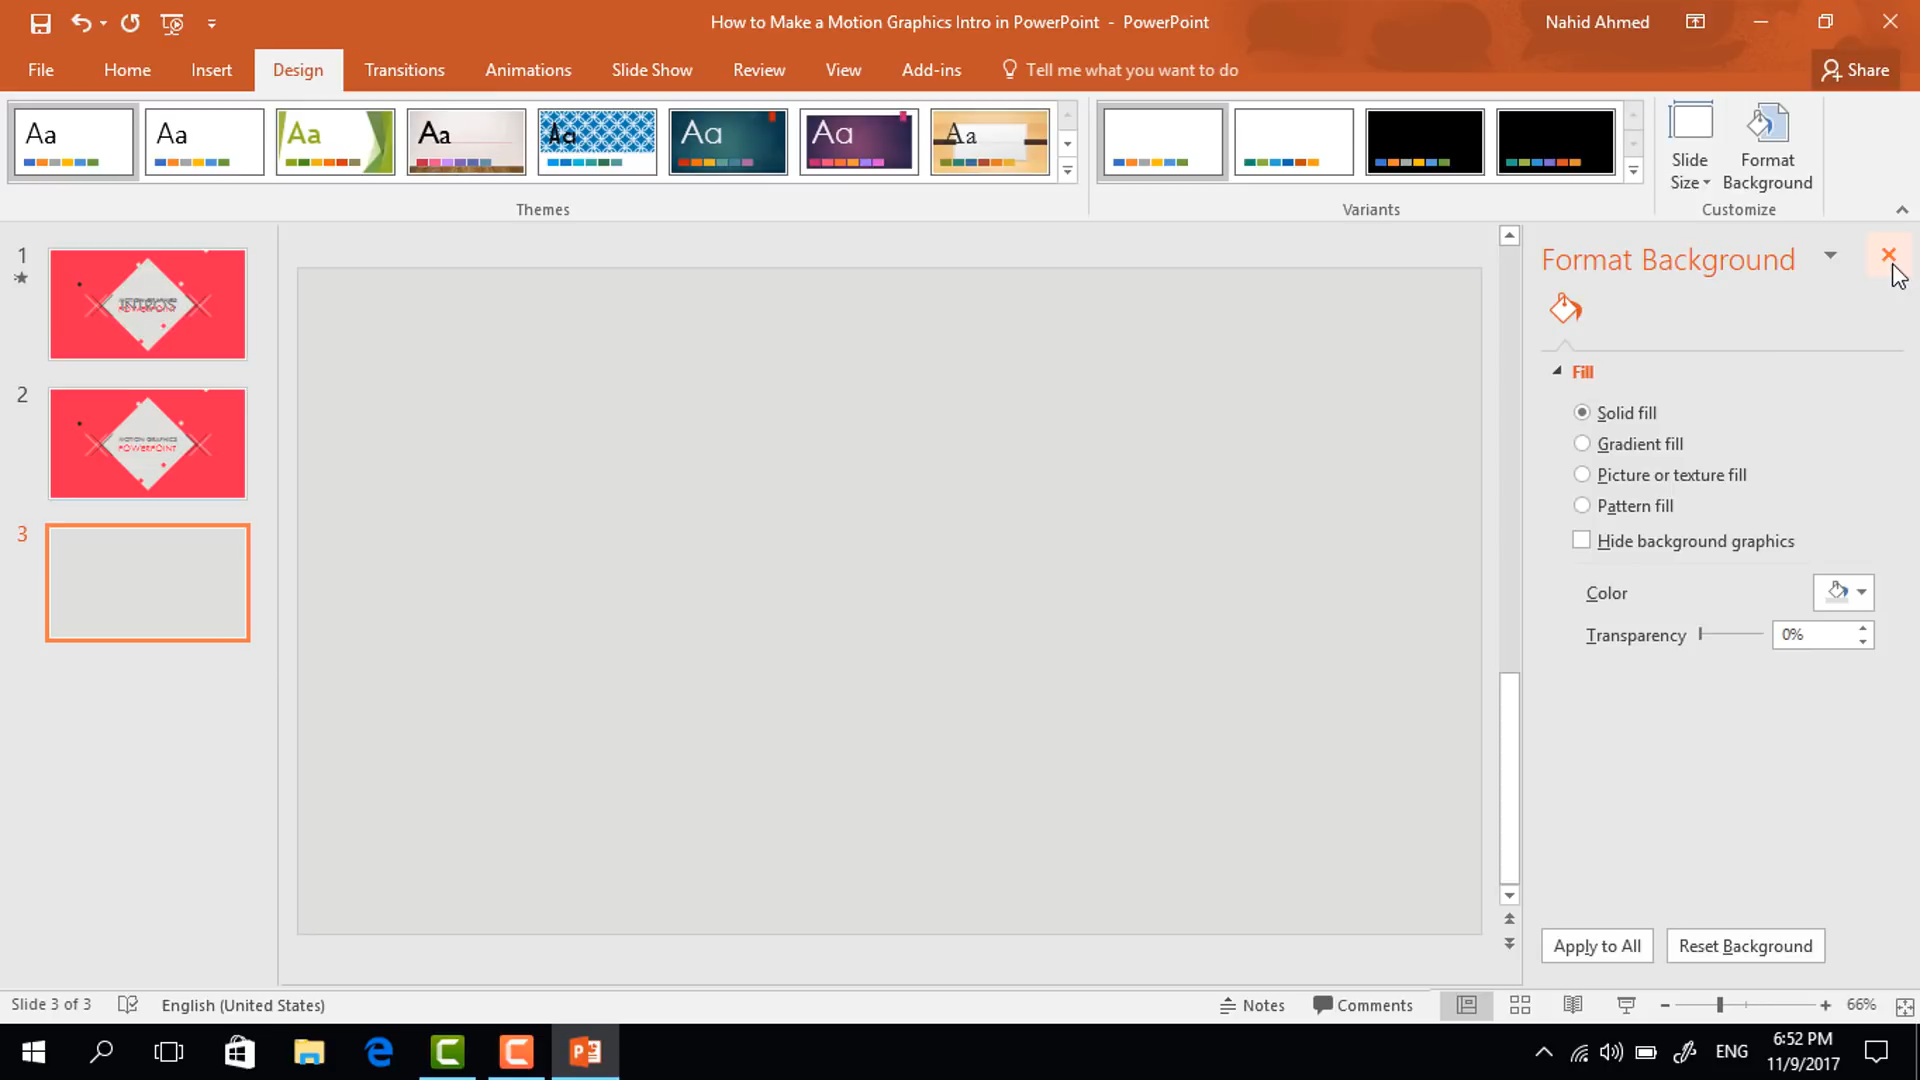 How to Make a Motion Graphics Intro in PowerPoint - PowerPoint
Nahid Ahmed
File
Home
Insert
Design
Transitions
Animations
Slide Show
Review
View
Add-ins
Tell me what you want to do
Share
Aa
Aa
Aa
Aa
Aa
Aa
Aa
Aa
Slide
Size
Format
Background
Themes
Variants
Customize
1
INTROS
2
MOTION GRAPHICS
POWERPOINT
3
Format Background
Fill
Solid fill
Gradient fill
Picture or texture fill
Pattern fill
Hide background graphics
Color
Transparency
0%
Apply to All
Reset Background
Slide 3 of 3
English (United States)
Notes
Comments
66%
ENG
6:52 PM
11/9/2017